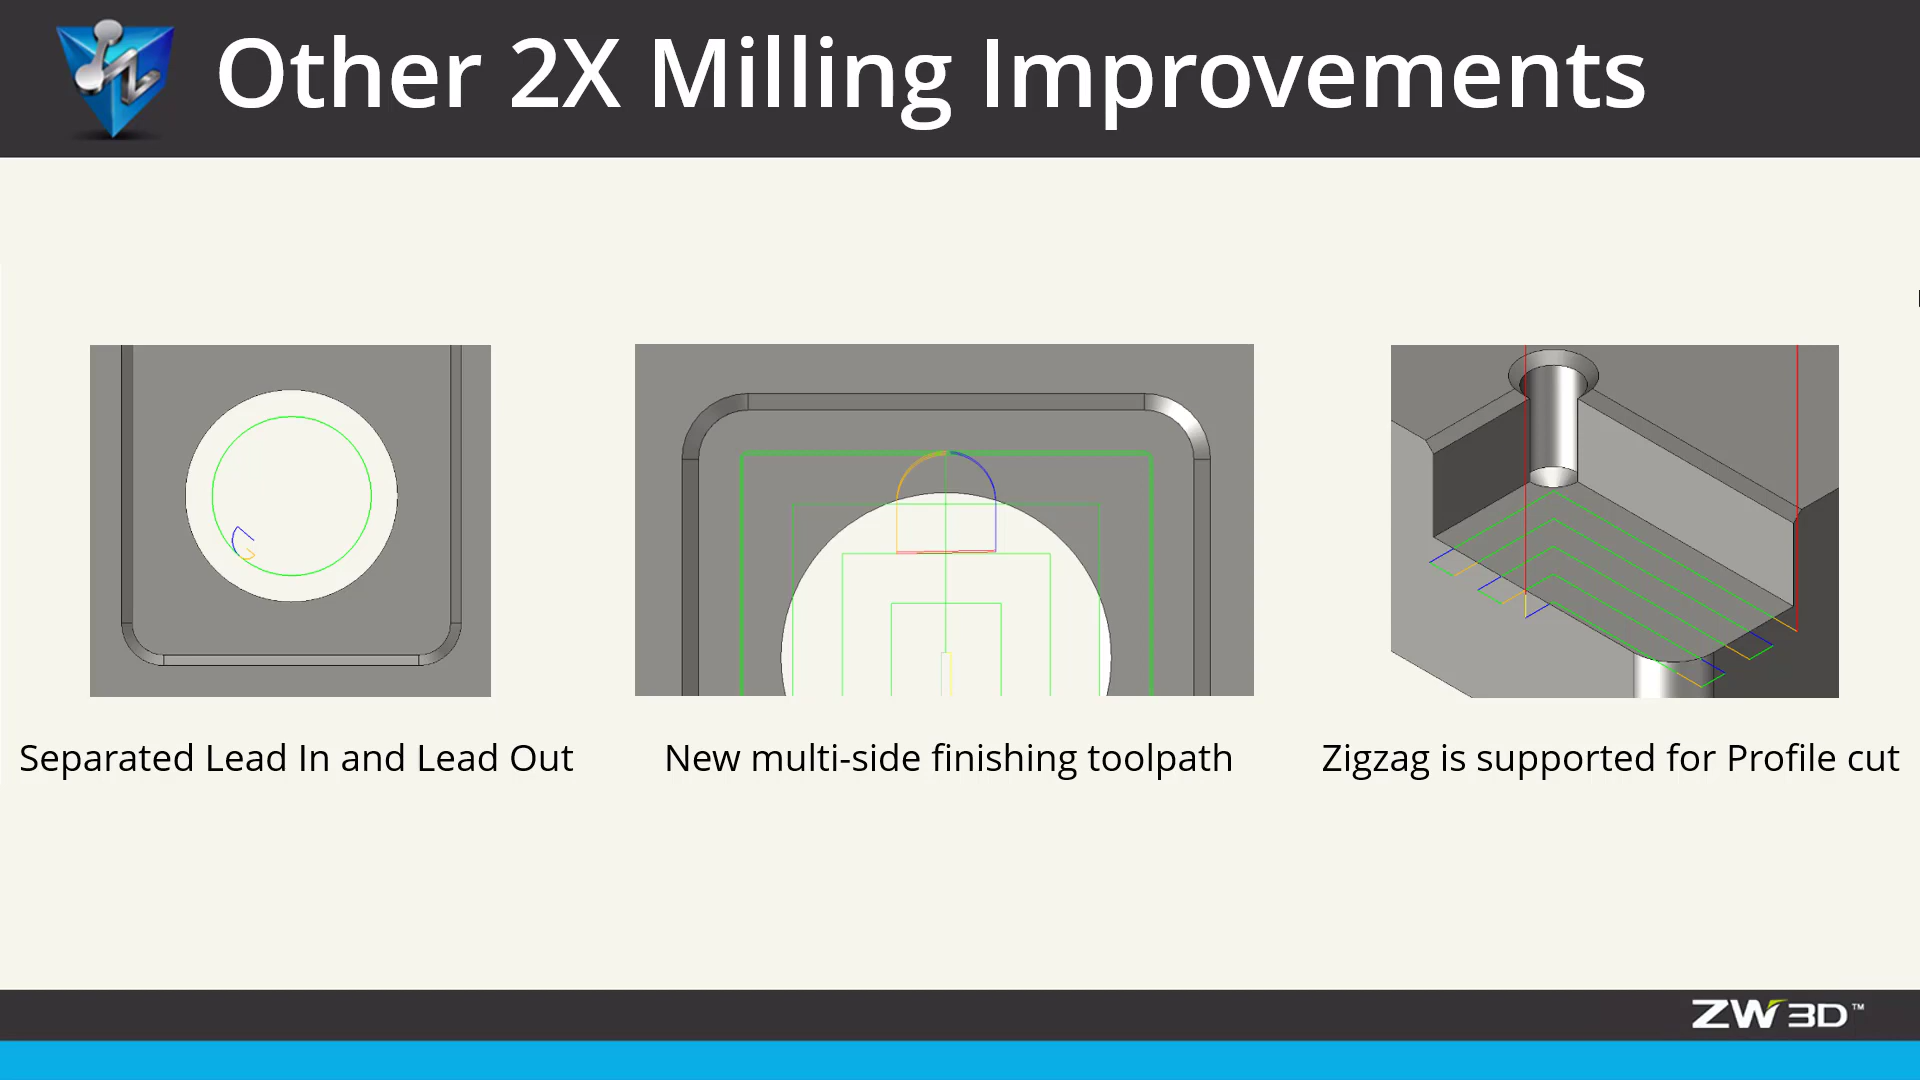 Other 2X Milling Improvements
Separated Lead In and Lead Out
New multi-side finishing toolpath
Zigzag is supported for Profile cut
ZW3D™